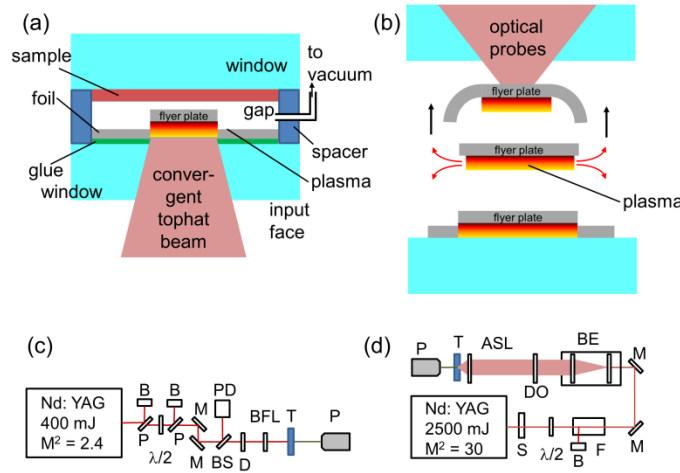 (a)
to
vacuum
sample
window
foil
flyer plate
gap
glue
window
conver-
gent
tophat
beam
input
face
plasma
spacer
(b)
optical
probes
flyer plate
flyer plate
plasma
flyer plate
(c)
B B PD
M BFL T P
Nd: YAG
400 mJ
M² = 2.4
P P
λ/2 M BS D
(d)
P T ASL BE M
DO
Nd: YAG
2500 mJ
M² = 30
S λ/2 B F M